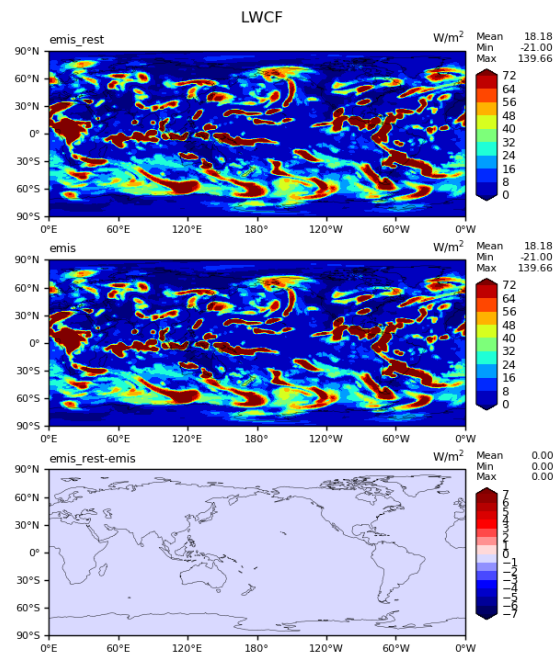 LWCF
emis_rest W/m² Mean 18.18
Min -21.00
Max 139.66
90°N
60°N
30°N
0°
30°S
60°S
90°S
0°E 60°E 120°E 180° 120°W 60°W 0°W
72
64
56
48
40
32
24
16
8
0
emis W/m² Mean 18.18
Min -21.00
Max 139.66
90°N
60°N
30°N
0°
30°S
60°S
90°S
0°E 60°E 120°E 180° 120°W 60°W 0°W
72
64
56
48
40
32
24
16
8
0
emis_rest-emis W/m² Mean 0.00
Min 0.00
Max 0.00
90°N
60°N
30°N
0°
30°S
60°S
90°S
0°E 60°E 120°E 180° 120°W 60°W 0°W
7
6
5
4
3
2
1
0
−1
−2
−3
−4
−5
−6
−7